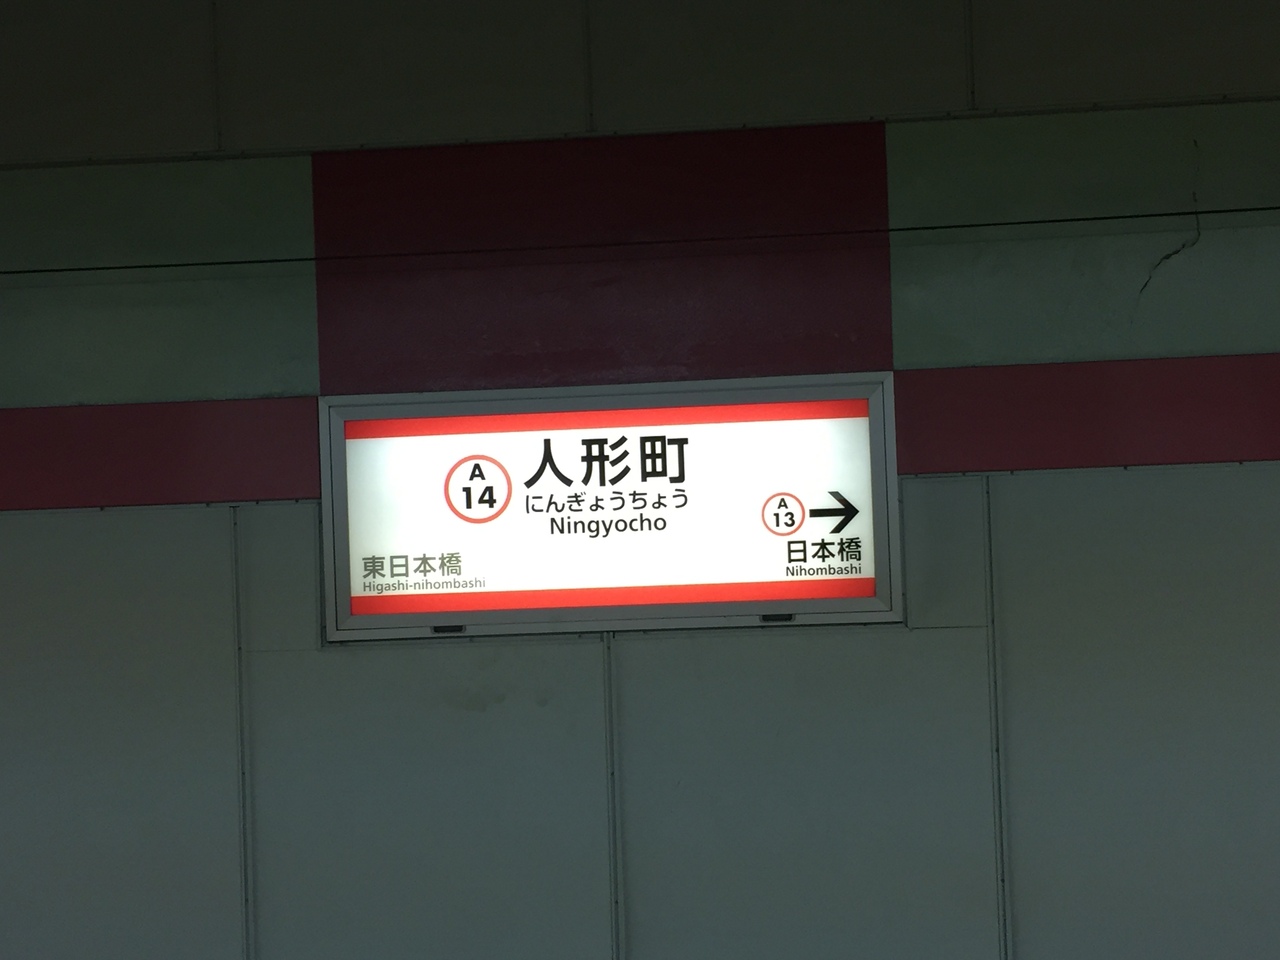 A
14
人形町
にんぎょうちょう
Ningyocho
A
13
東日本橋
Higashi-nihombashi
日本橋
Nihombashi